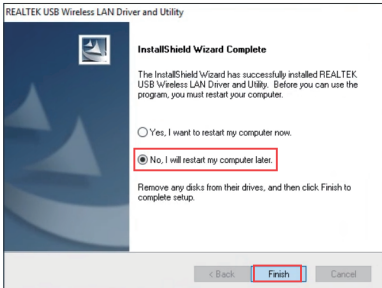 REALTEK USB Wireless LAN Driver and Utility
InstallShield Wizard Complete
The InstallShield Wizard has successfully installed REALTEK
USB Wireless LAN Driver and Utility. Before you can use the
program, you must restart your computer.
Yes, I want to restart my computer now.
No, I will restart my computer later.
Remove any disks from their drives, and then click Finish to
complete setup.
< Back Finish Cancel